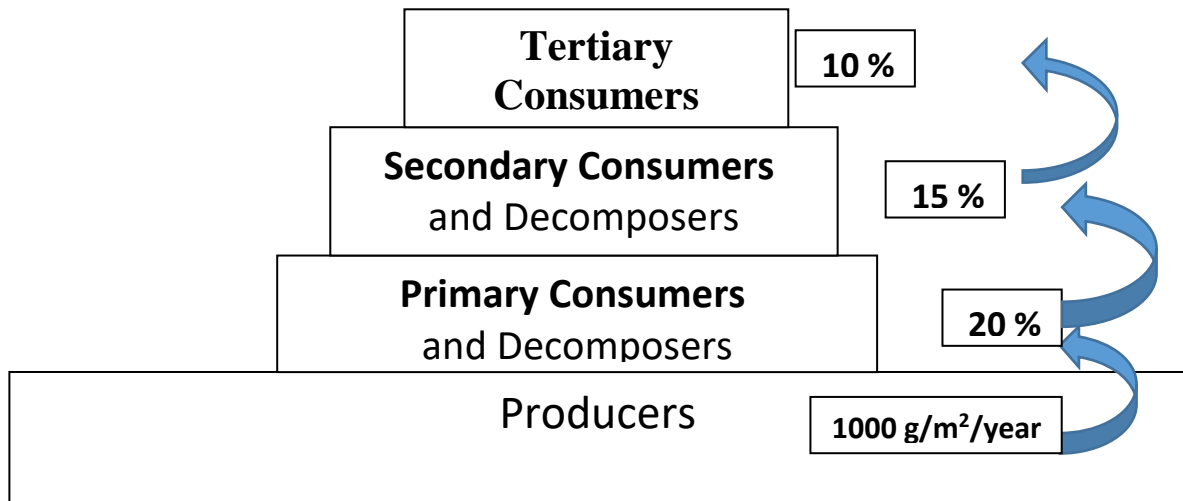 Tertiary
Consumers
10 %
Secondary Consumers
and Decomposers
15 %
Primary Consumers
and Decomposers
20 %
Producers
1000 g/m²/year